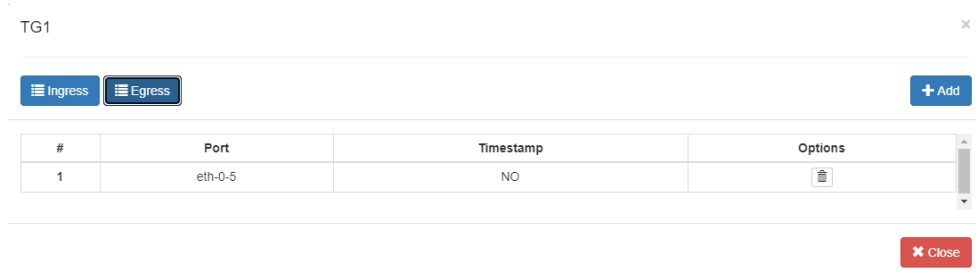 TG1 ×
Ingress Egress Add
# Port Timestamp Options
1 eth-0-5 NO
Close